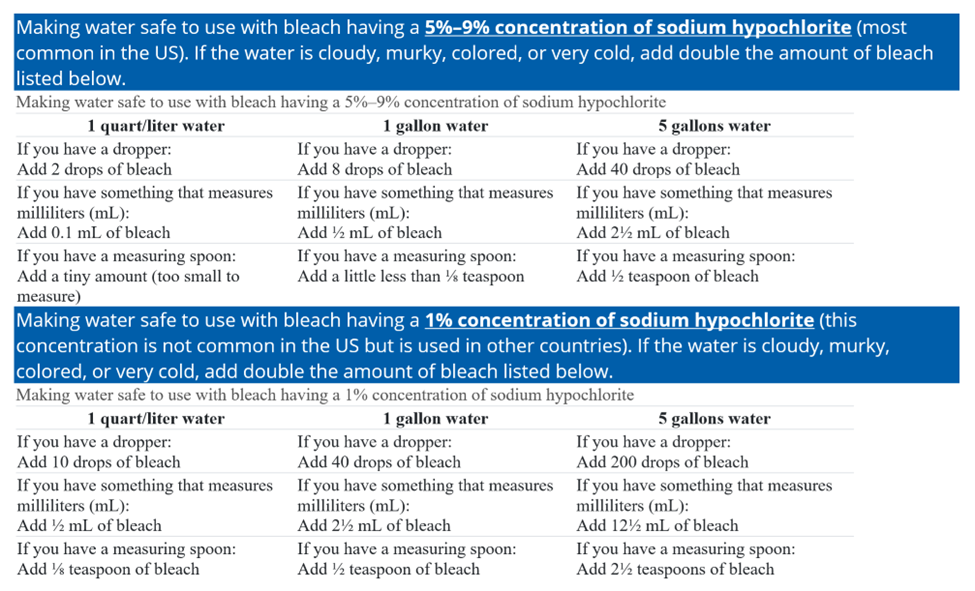 Making water safe to use with bleach having a 5%–9% concentration of sodium hypochlorite (most
common in the US). If the water is cloudy, murky, colored, or very cold, add double the amount of bleach
listed below.
Making water safe to use with bleach having a 5%–9% concentration of sodium hypochlorite
1 quart/liter water 1 gallon water 5 gallons water
If you have a dropper: If you have a dropper: If you have a dropper:
Add 2 drops of bleach Add 8 drops of bleach Add 40 drops of bleach
If you have something that measures If you have something that measures If you have something that measures
milliliters (mL): milliliters (mL): milliliters (mL):
Add 0.1 mL of bleach Add ½ mL of bleach Add 2½ mL of bleach
If you have a measuring spoon: If you have a measuring spoon: If you have a measuring spoon:
Add a tiny amount (too small to Add a little less than ⅛ teaspoon Add ½ teaspoon of bleach
measure)
Making water safe to use with bleach having a 1% concentration of sodium hypochlorite (this
concentration is not common in the US but is used in other countries). If the water is cloudy, murky,
colored, or very cold, add double the amount of bleach listed below.
Making water safe to use with bleach having a 1% concentration of sodium hypochlorite
1 quart/liter water 1 gallon water 5 gallons water
If you have a dropper: If you have a dropper: If you have a dropper:
Add 10 drops of bleach Add 40 drops of bleach Add 200 drops of bleach
If you have something that measures If you have something that measures If you have something that measures
milliliters (mL): milliliters (mL): milliliters (mL):
Add ½ mL of bleach Add 2½ mL of bleach Add 12½ mL of bleach
If you have a measuring spoon: If you have a measuring spoon: If you have a measuring spoon:
Add ⅛ teaspoon of bleach Add ½ teaspoon of bleach Add 2½ teaspoons of bleach